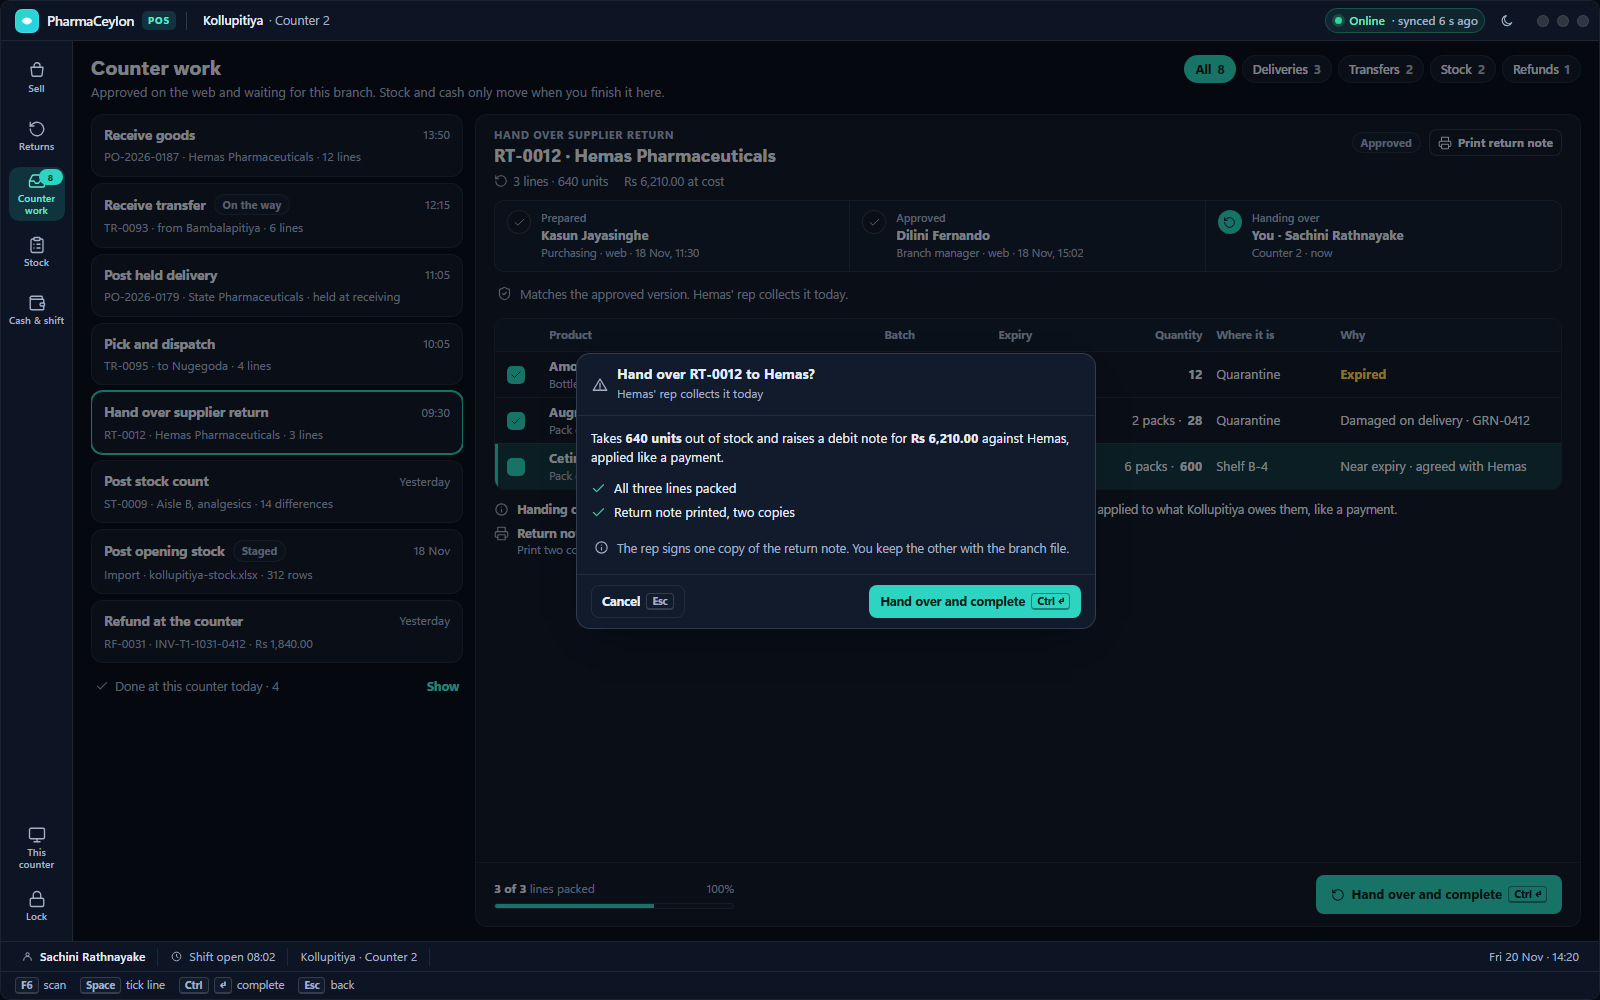 PharmaCeylon POS Kollupitiya · Counter 2
Online · synced 6 s ago
Sell
Returns
8
Counter work
Stock
Cash & shift
This counter
Lock
Counter work
Approved on the web and waiting for this branch. Stock and cash only move when you finish it here.
All 8 Deliveries 3 Transfers 2 Stock 2 Refunds 1
Receive goods 13:50
PO-2026-0187 · Hemas Pharmaceuticals · 12 lines
Receive transfer On the way 12:15
TR-0093 · from Bambalapitiya · 6 lines
Post held delivery 11:05
PO-2026-0179 · State Pharmaceuticals · held at receiving
Pick and dispatch 10:05
TR-0095 · to Nugegoda · 4 lines
Hand over supplier return 09:30
RT-0012 · Hemas Pharmaceuticals · 3 lines
Post stock count Yesterday
ST-0009 · Aisle B, analgesics · 14 differences
Post opening stock Staged 18 Nov
Import · kollupitiya-stock.xlsx · 312 rows
Refund at the counter Yesterday
RF-0031 · INV-T1-1031-0412 · Rs 1,840.00
Done at this counter today · 4 Show
HAND OVER SUPPLIER RETURN
RT-0012 · Hemas Pharmaceuticals
Approved Print return note
3 lines · 640 units Rs 6,210.00 at cost
Prepared
Kasun Jayasinghe
Purchasing · web · 18 Nov, 11:30
Approved
Dilini Fernando
Branch manager · web · 18 Nov, 15:02
Handing over
You · Sachini Rathnayake
Counter 2 · now
Matches the approved version. Hemas' rep collects it today.
Product Batch Expiry Quantity Where it is Why
Amo
Bottle
12 Quarantine Expired
Aug
Pack
2 packs · 28 Quarantine Damaged on delivery · GRN-0412
Ceti
Pack
6 packs · 600 Shelf B-4 Near expiry · agreed with Hemas
Handing applied to what Kollupitiya owes them, like a payment.
Return no
Print two co
Hand over RT-0012 to Hemas?
Hemas' rep collects it today
Takes 640 units out of stock and raises a debit note for Rs 6,210.00 against Hemas,
applied like a payment.
All three lines packed
Return note printed, two copies
The rep signs one copy of the return note. You keep the other with the branch file.
Cancel Esc Hand over and complete Ctrl ↵
3 of 3 lines packed 100%
Hand over and complete Ctrl ↵
Sachini Rathnayake Shift open 08:02 Kollupitiya · Counter 2 Fri 20 Nov · 14:20
F6 scan Space tick line Ctrl ↵ complete Esc back